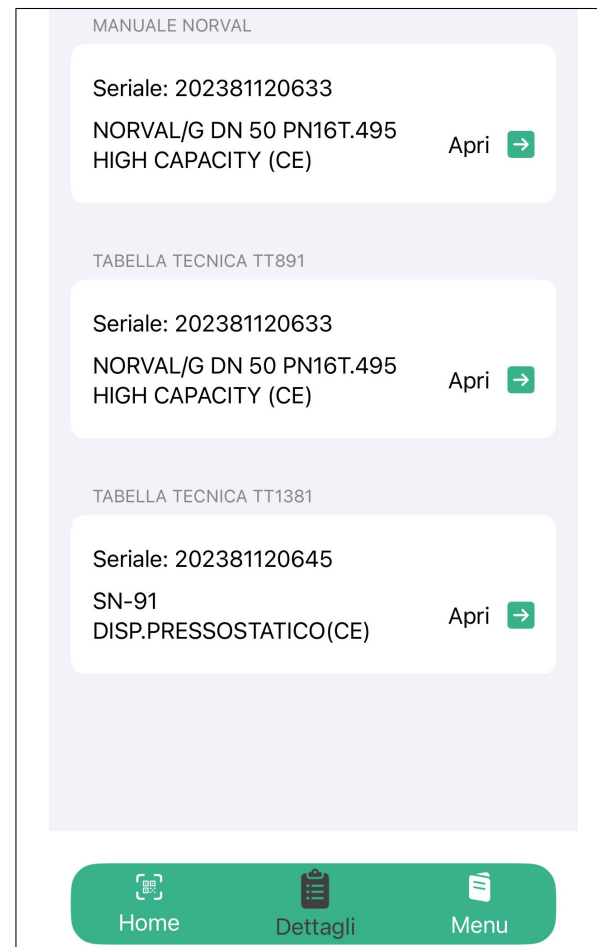 MANUALE NORVAL
Seriale: 202381120633
NORVAL/G DN 50 PN16T.495
HIGH CAPACITY (CE)
Apri
TABELLA TECNICA TT891
Seriale: 202381120633
NORVAL/G DN 50 PN16T.495
HIGH CAPACITY (CE)
Apri
TABELLA TECNICA TT1381
Seriale: 202381120645
SN-91
DISP.PRESSOSTATICO(CE)
Apri
Home
Dettagli
Menu